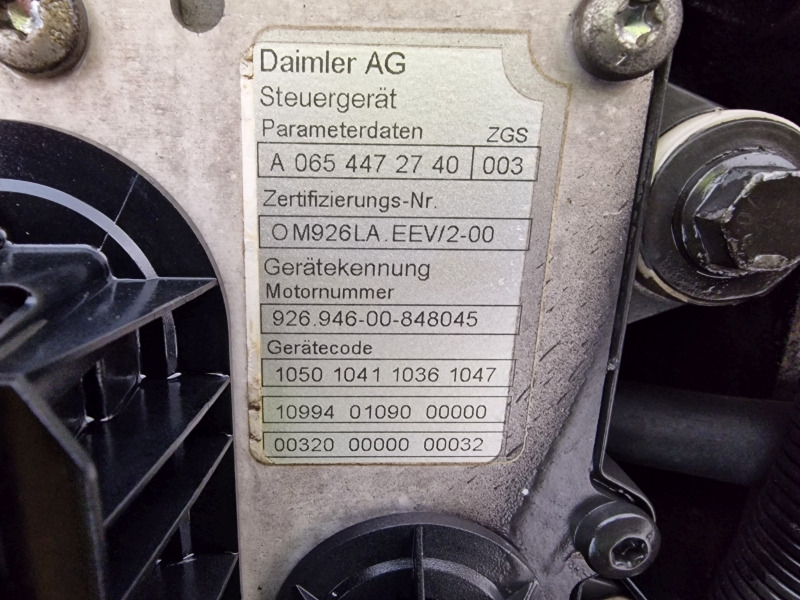 Daimler AG
Steuergerät
Parameterdaten ZGS
A 065 447 27 40 003
Zertifizierungs-Nr.
OM926LA.EEV/2-00
Gerätekennung
Motornummer
926.946-00-848045
Gerätecode
1050 1041 1036 1047
10994 01090 00000
00320 00000 00032